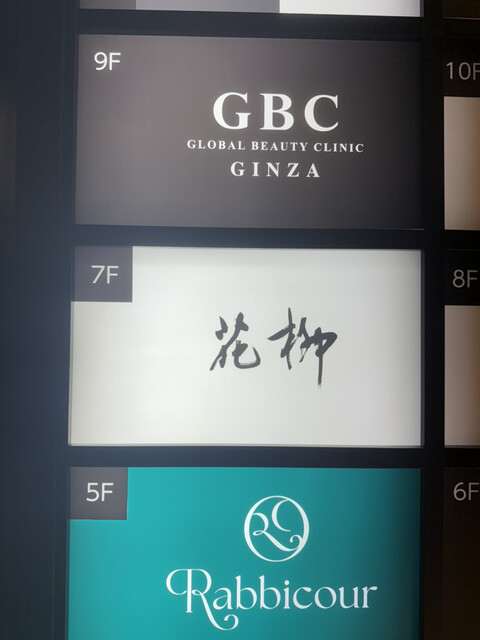 9F
GBC
GLOBAL BEAUTY CLINIC
GINZA
10F
7F
花柳
8F
5F
Rabbicour
6F